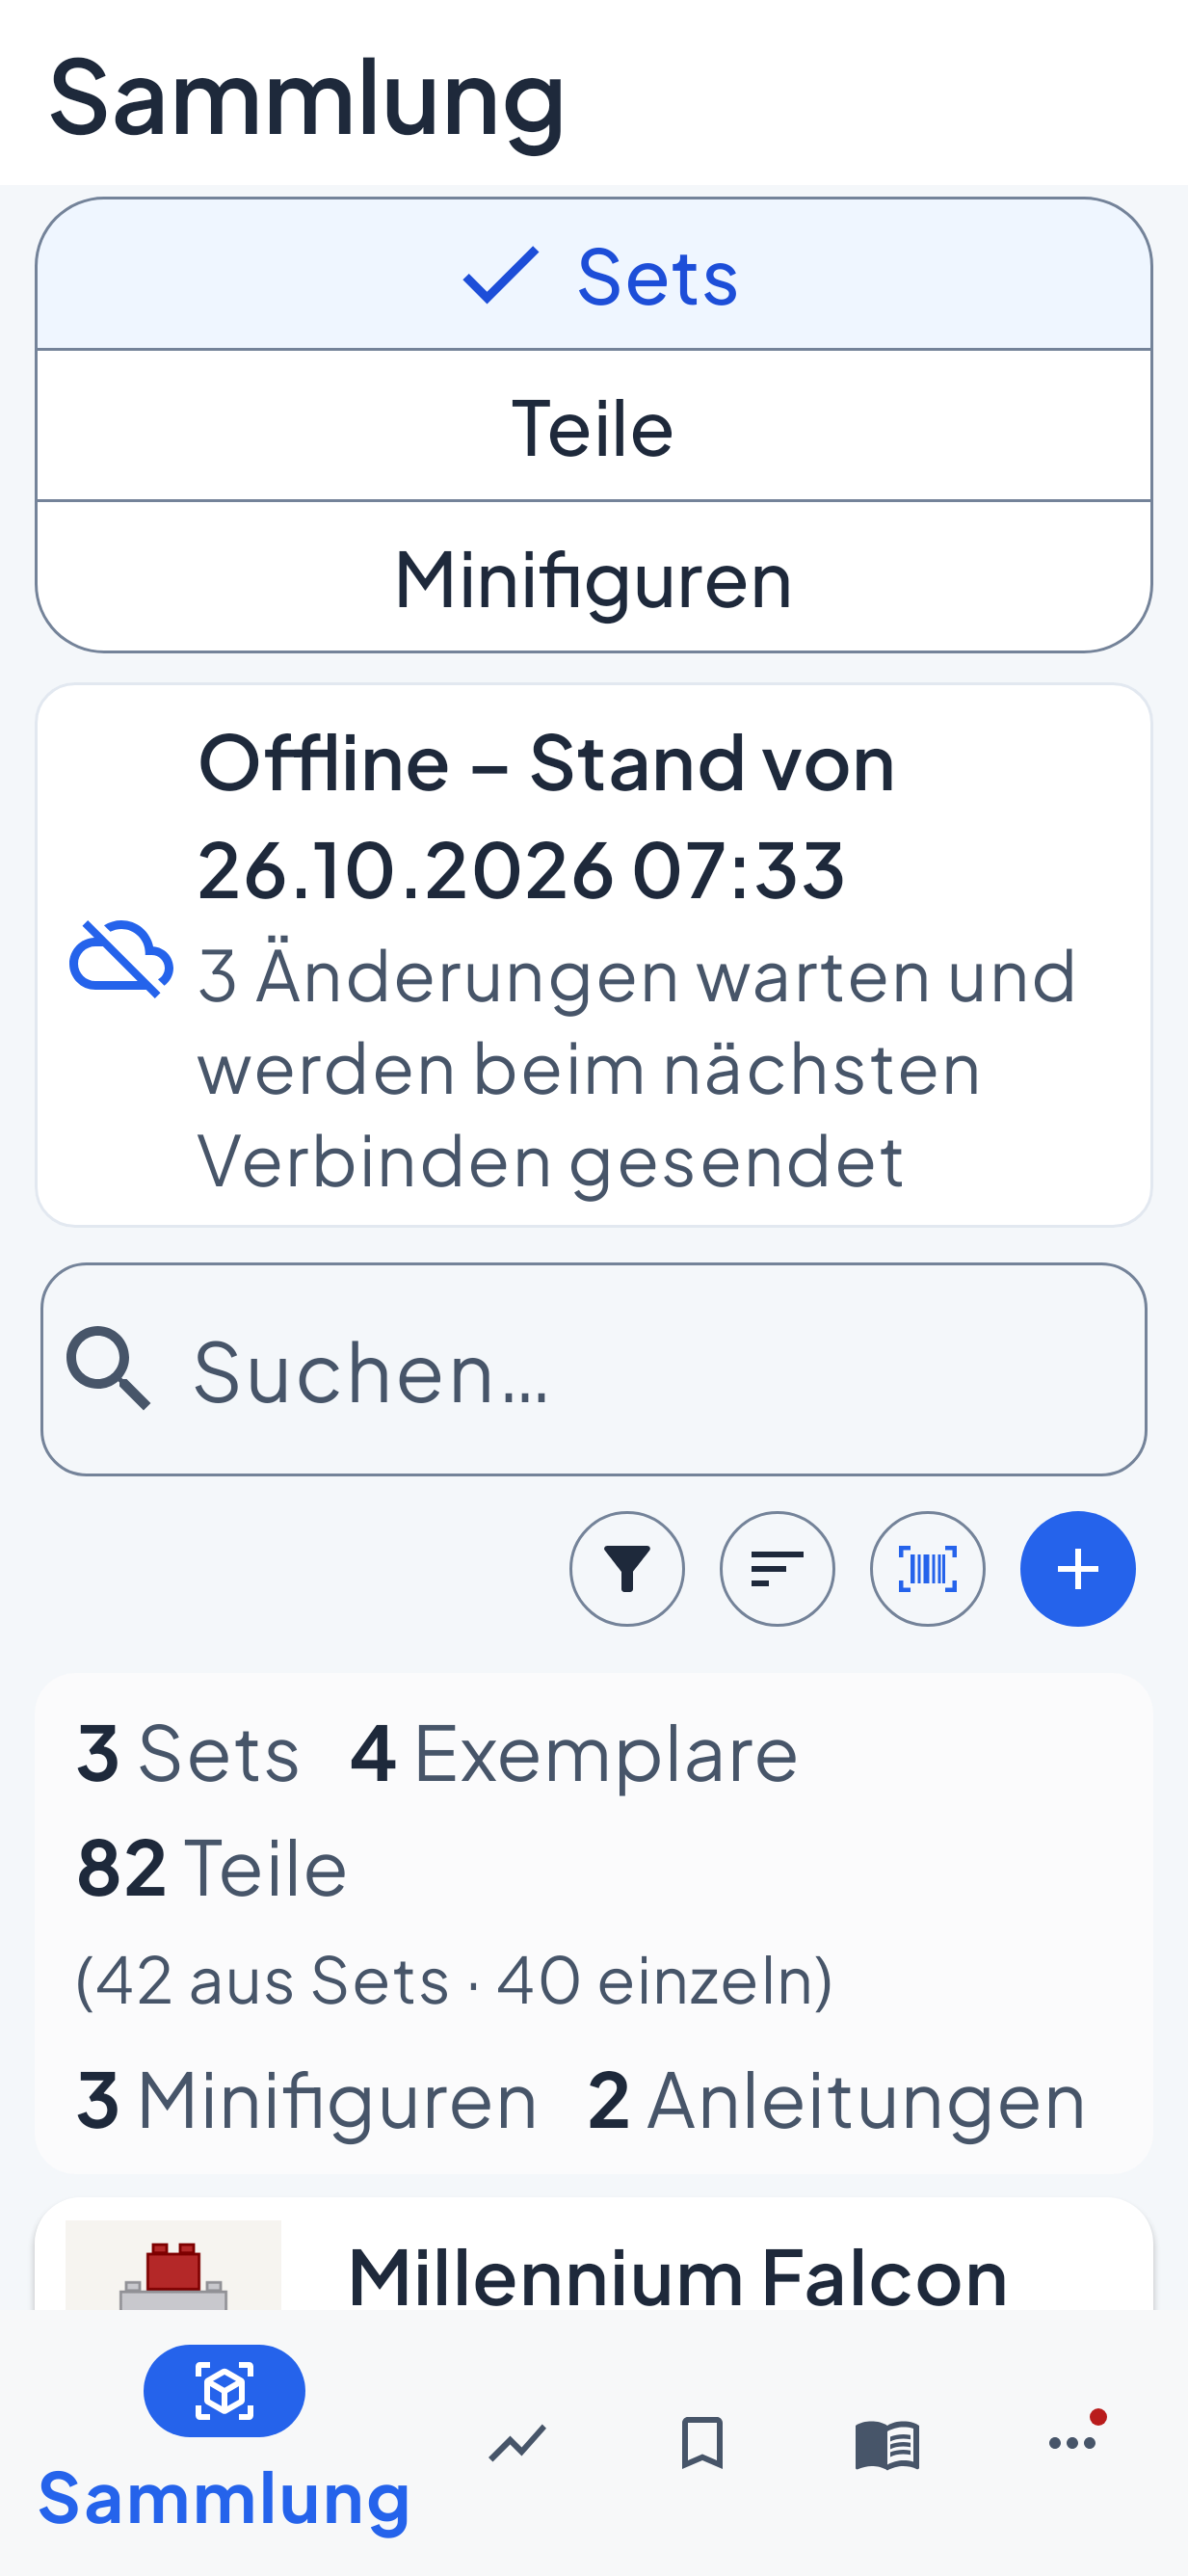 Sammlung
Sets
Teile
Minifiguren
Offline – Stand von
26.10.2026 07:33
3 Änderungen warten und
werden beim nächsten
Verbinden gesendet
Suchen...
3 Sets 4 Exemplare
82 Teile
(42 aus Sets · 40 einzeln)
3 Minifiguren 2 Anleitungen
Millennium Falcon
Sammlung